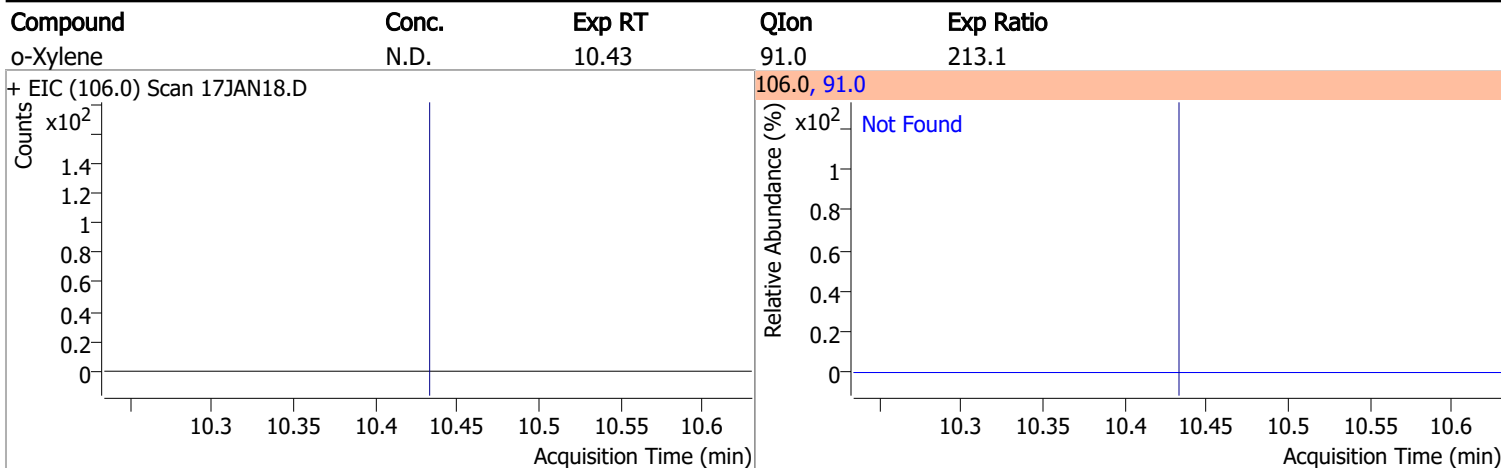 Compound Conc. Exp RT QIon Exp Ratio
o-Xylene N.D. 10.43 91.0 213.1
+ EIC (106.0) Scan 17JAN18.D
Counts
x10²
1.4
1.2
1
0.8
0.6
0.4
0.2
0
10.3 10.35 10.4 10.45 10.5 10.55 10.6
Acquisition Time (min)
106.0, 91.0
Relative Abundance (%)
x10²
Not Found
1
0.8
0.6
0.4
0.2
0
10.3 10.35 10.4 10.45 10.5 10.55 10.6
Acquisition Time (min)